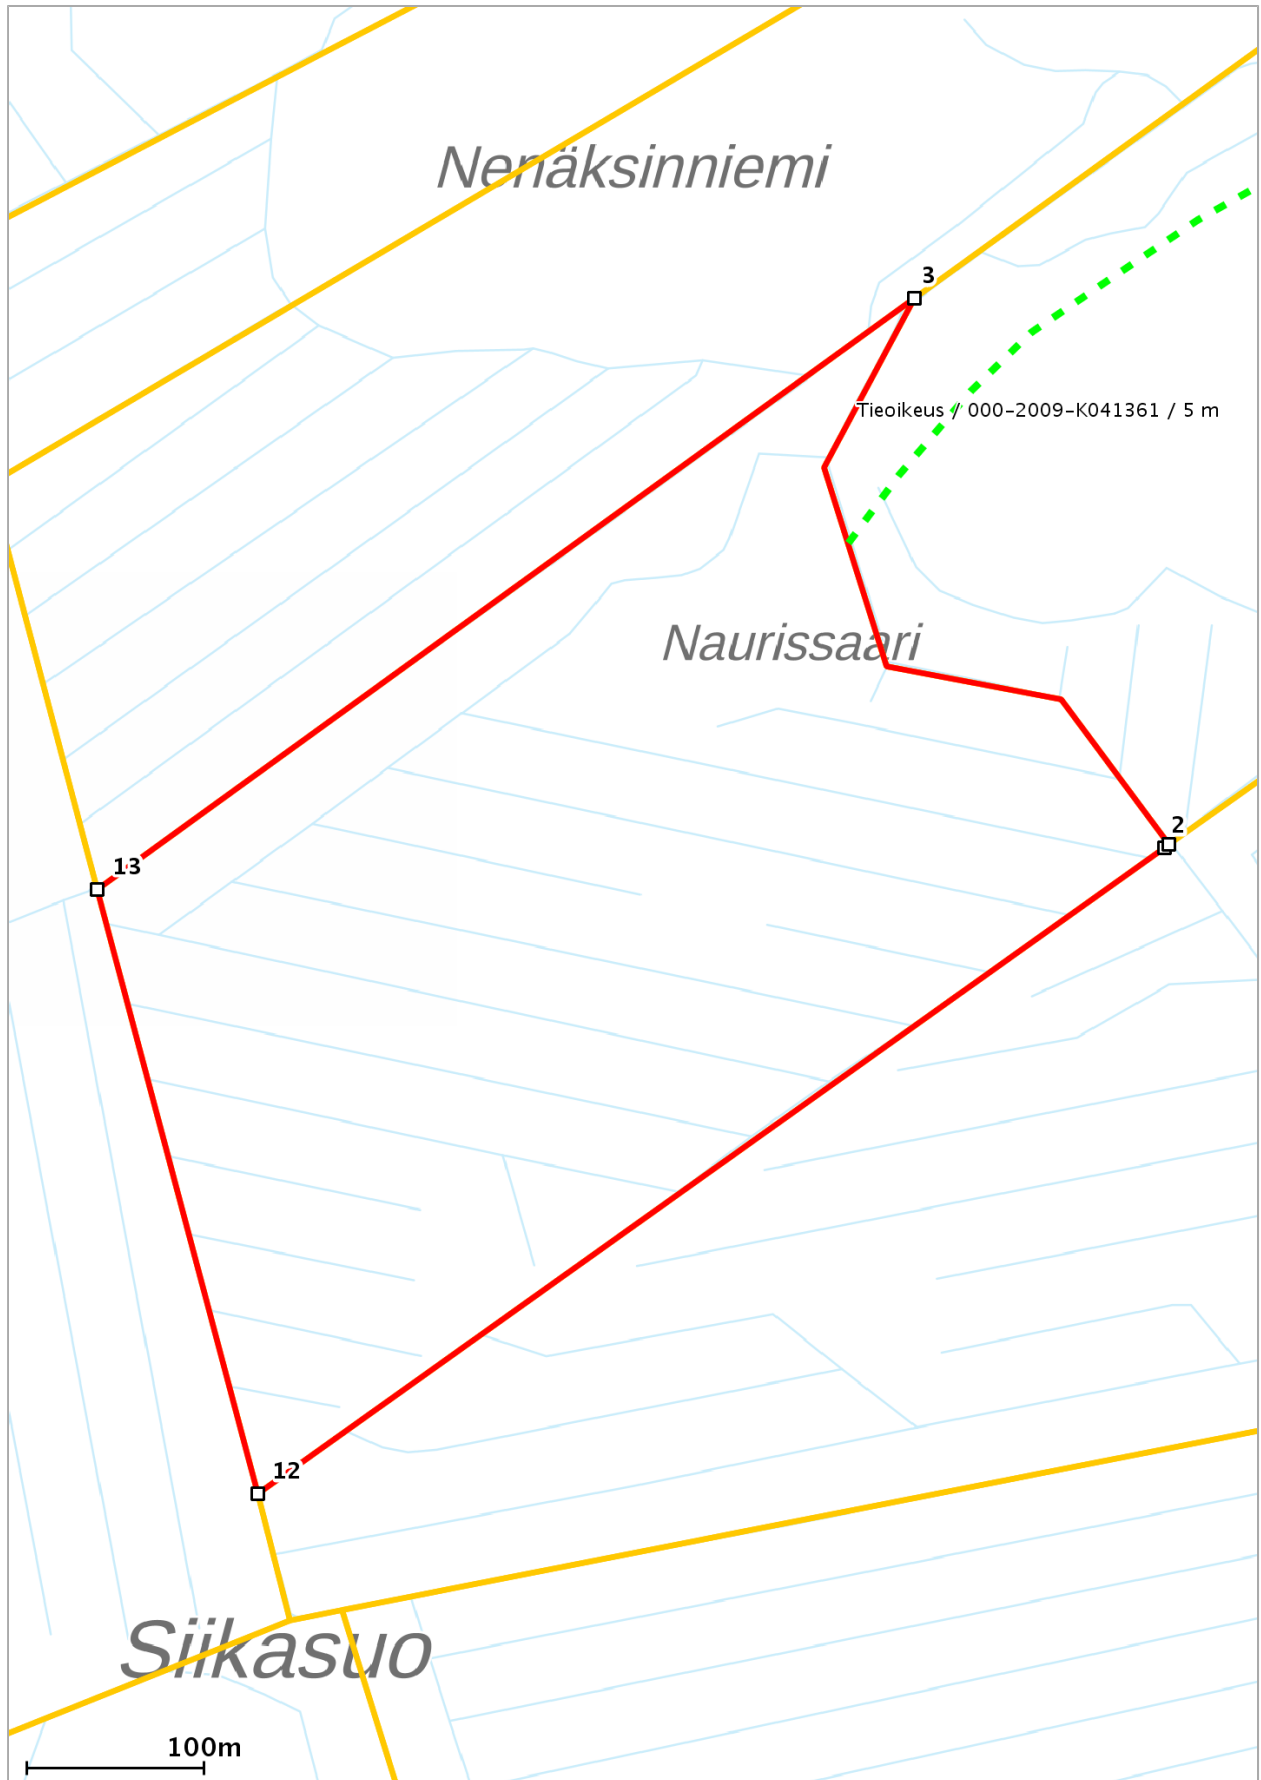 Nenäksinniemi
3
Tieoikeus / 000-2009-K041361 / 5 m
Naurissaari
2
13
12
Siikasuo
100m